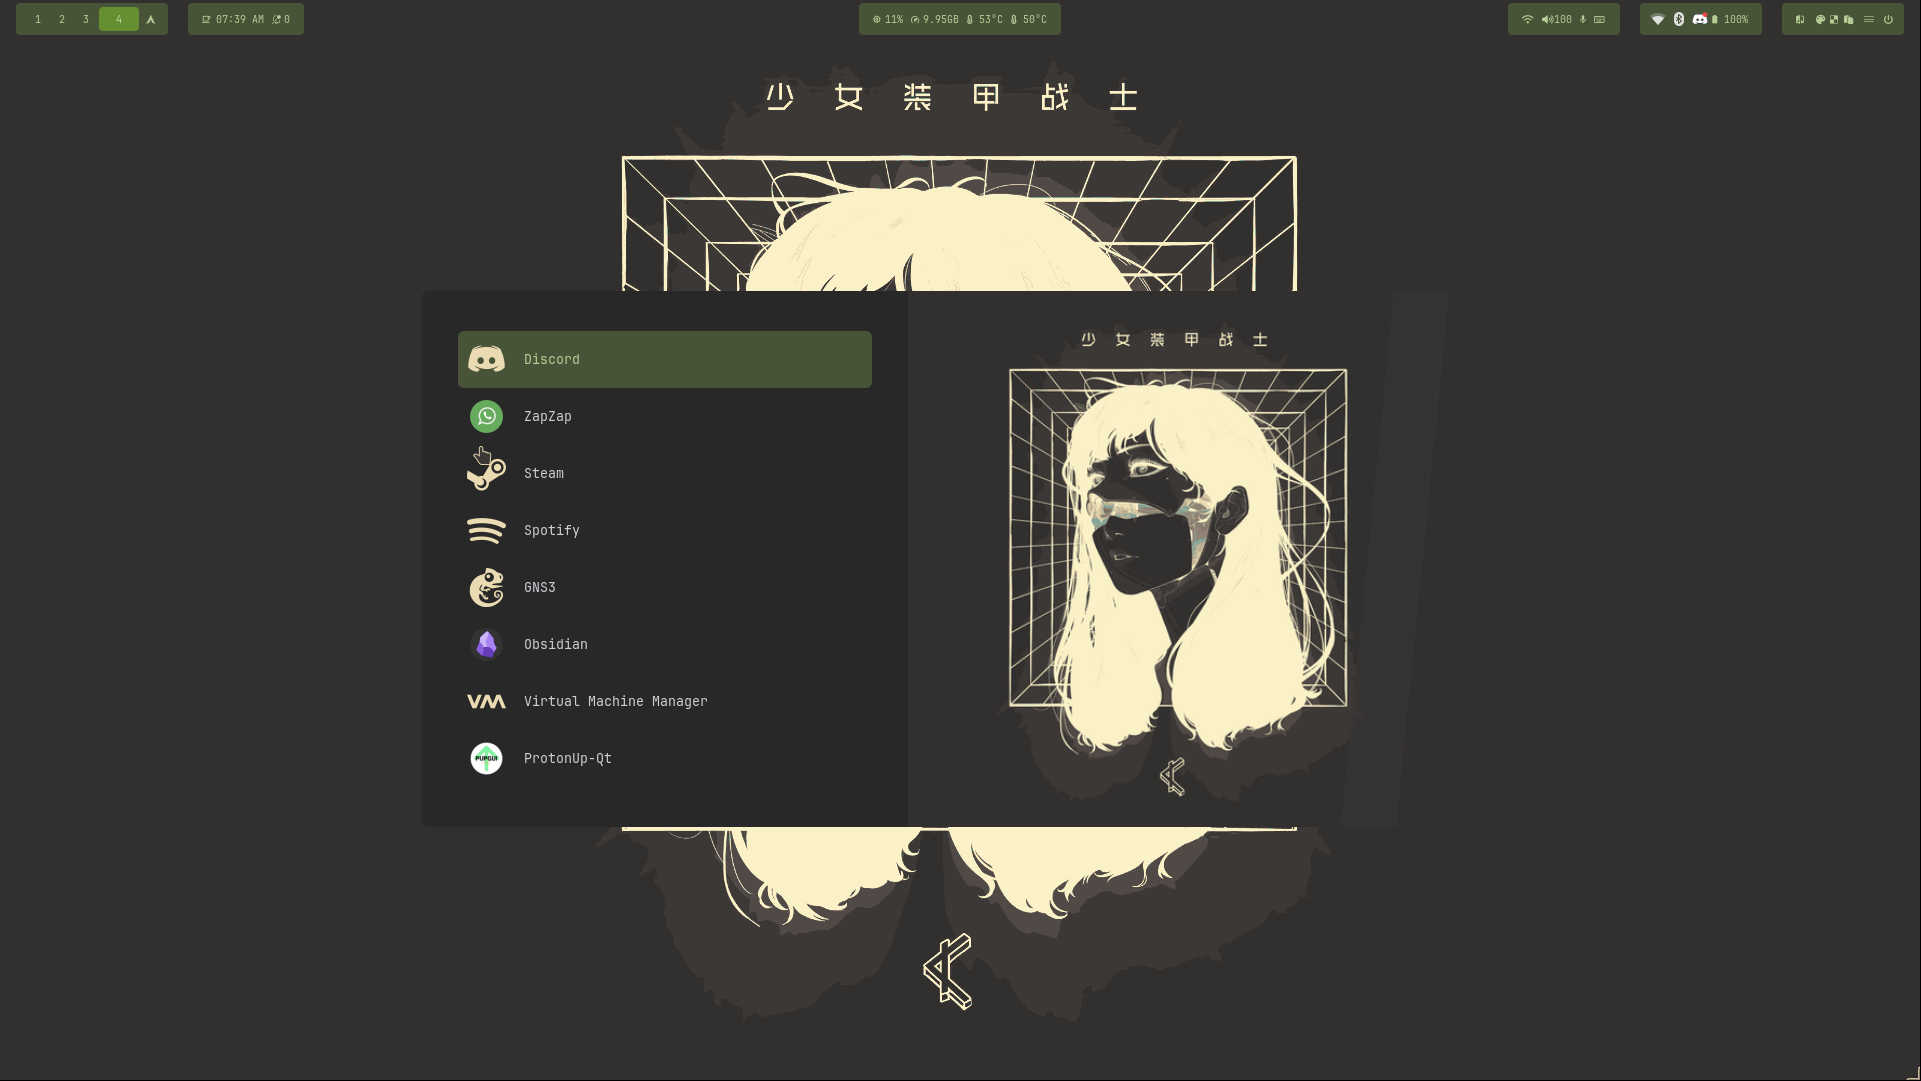 1 2 3 4
07:39 AM 0
11% 9.95GB 53°C 50°C
100
100%
少女装甲战士
Discord
ZapZap
Steam
Spotify
GNS3
Obsidian
Virtual Machine Manager
PUPGUI
ProtonUp-Qt
少女装甲战士